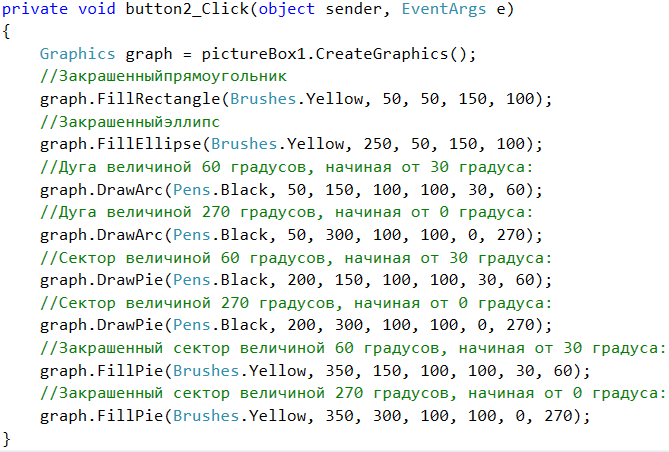 private void button2_Click(object sender, EventArgs e)
{
    Graphics graph = pictureBox1.CreateGraphics();
    //Закрашенныйпрямоугольник
    graph.FillRectangle(Brushes.Yellow, 50, 50, 150, 100);
    //Закрашенныйэллипс
    graph.FillEllipse(Brushes.Yellow, 250, 50, 150, 100);
    //Дуга величиной 60 градусов, начиная от 30 градуса:
    graph.DrawArc(Pens.Black, 50, 150, 100, 100, 30, 60);
    //Дуга величиной 270 градусов, начиная от 0 градуса:
    graph.DrawArc(Pens.Black, 50, 300, 100, 100, 0, 270);
    //Сектор величиной 60 градусов, начиная от 30 градуса:
    graph.DrawPie(Pens.Black, 200, 150, 100, 100, 30, 60);
    //Сектор величиной 270 градусов, начиная от 0 градуса:
    graph.DrawPie(Pens.Black, 200, 300, 100, 100, 0, 270);
    //Закрашенный сектор величиной 60 градусов, начиная от 30 градуса:
    graph.FillPie(Brushes.Yellow, 350, 150, 100, 100, 30, 60);
    //Закрашенный сектор величиной 270 градусов, начиная от 0 градуса:
    graph.FillPie(Brushes.Yellow, 350, 300, 100, 100, 0, 270);
}